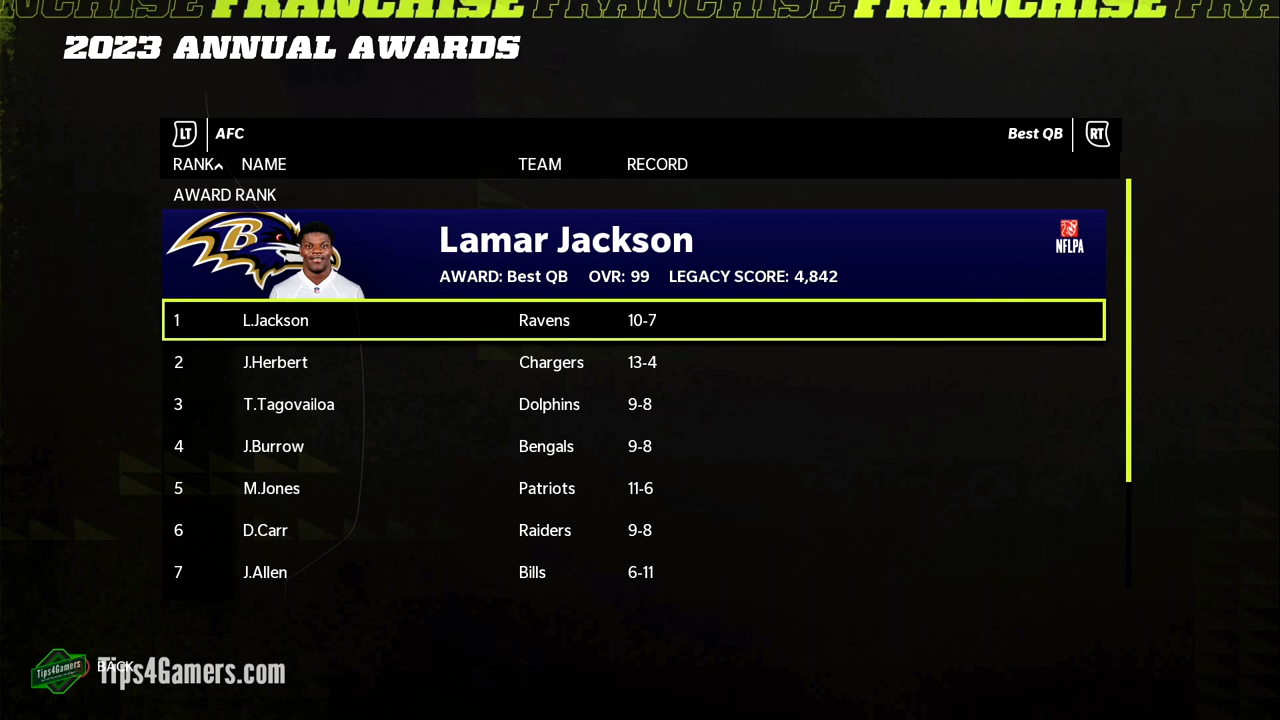 NCHISE FRANCHISE FRANCHISE FRANCHISE FRA
2023 ANNUAL AWARDS
LT AFC Best QB RT
RANK NAME TEAM RECORD
AWARD RANK
B
Lamar Jackson
NFLPA
AWARD: Best QB OVR: 99 LEGACY SCORE: 4,842
1 L.Jackson Ravens 10-7
2 J.Herbert Chargers 13-4
3 T.Tagovailoa Dolphins 9-8
4 J.Burrow Bengals 9-8
5 M.Jones Patriots 11-6
6 D.Carr Raiders 9-8
7 J.Allen Bills 6-11
BACK
Tips4Gamers
Tips4Gamers.com